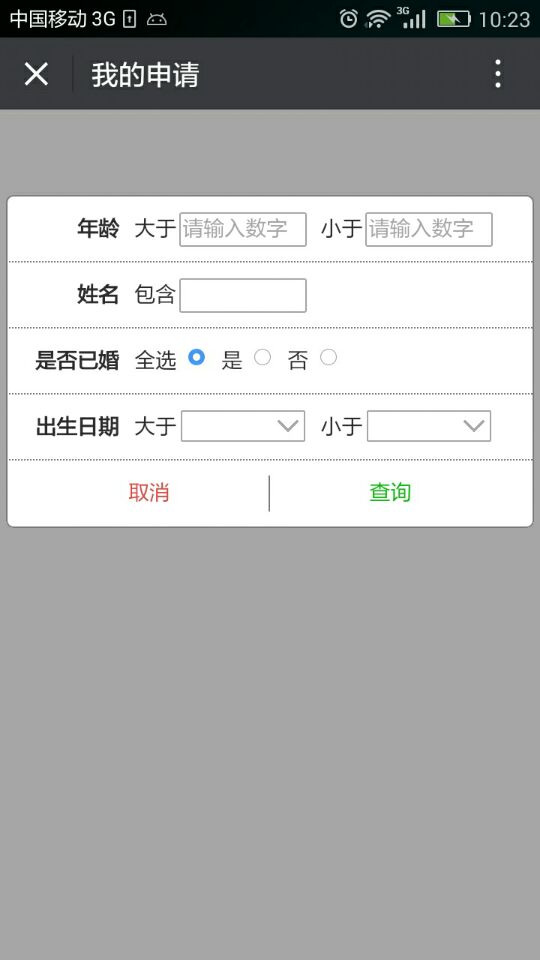 中国移动 3G 3G 10:23
我的申请
年龄 大于 请输入数字 小于 请输入数字
姓名 包含
是否已婚 全选 是 否
出生日期 大于 小于
取消 查询